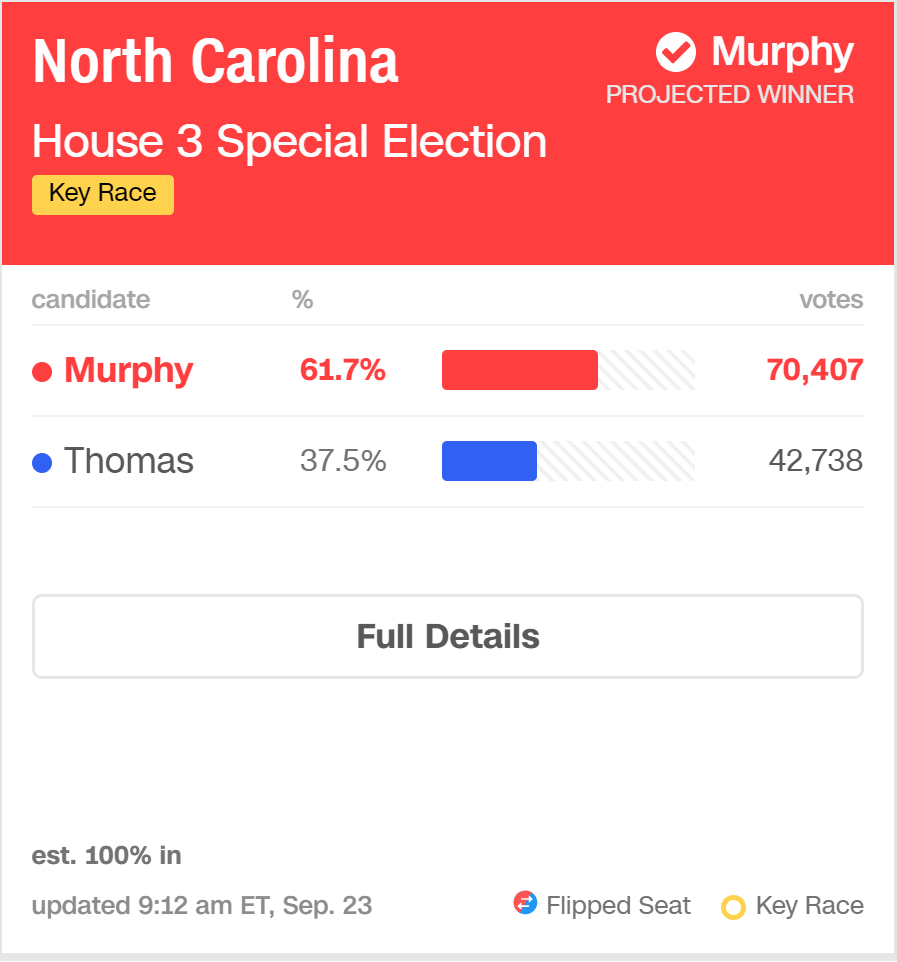 North Carolina
Murphy
PROJECTED WINNER
House 3 Special Election
Key Race
candidate % votes
Murphy 61.7% 70,407
Thomas 37.5% 42,738
Full Details
est. 100% in
updated 9:12 am ET, Sep. 23 Flipped Seat Key Race